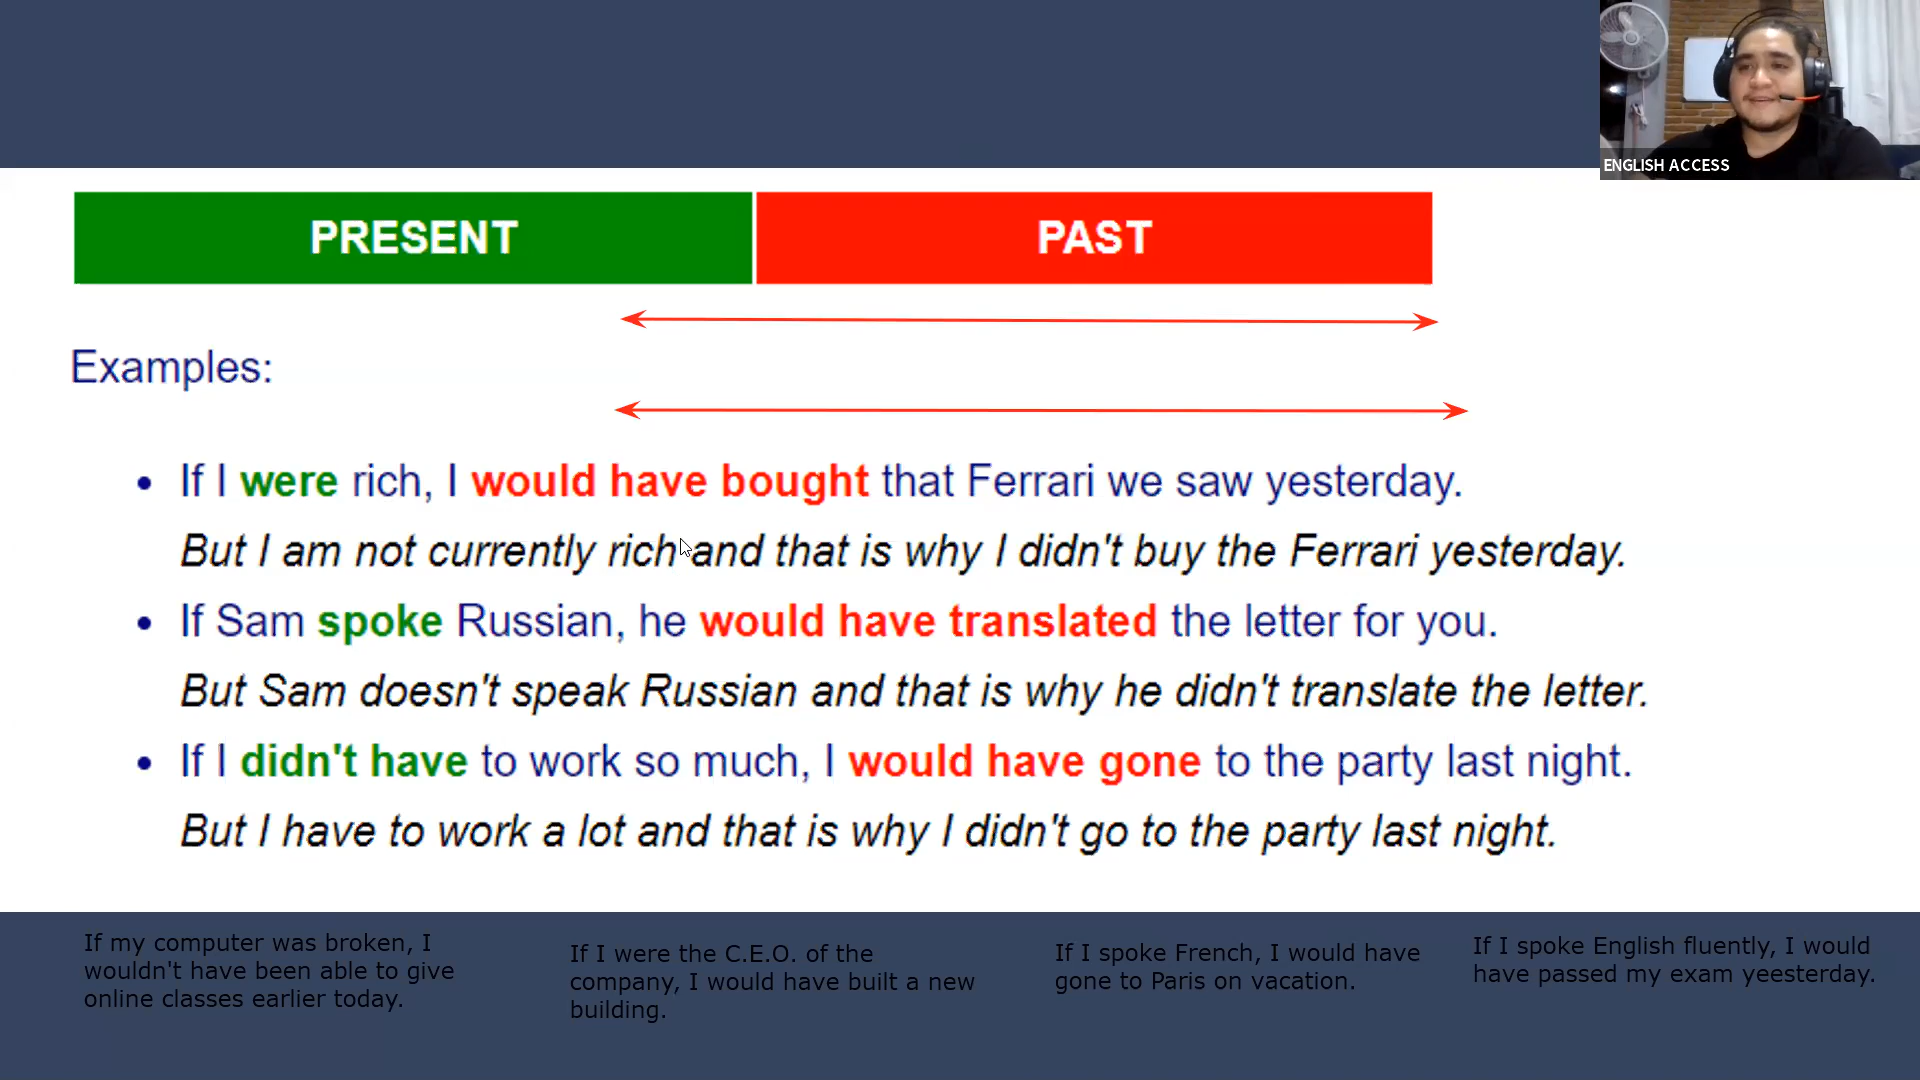 ENGLISH ACCESS
PRESENT
PAST
Examples:
• If I were rich, I would have bought that Ferrari we saw yesterday.
But I am not currently rich and that is why I didn't buy the Ferrari yesterday.
• If Sam spoke Russian, he would have translated the letter for you.
But Sam doesn't speak Russian and that is why he didn't translate the letter.
• If I didn't have to work so much, I would have gone to the party last night.
But I have to work a lot and that is why I didn't go to the party last night.
If my computer was broken, I
wouldn't have been able to give
online classes earlier today.
If I were the C.E.O. of the
company, I would have built a new
building.
If I spoke French, I would have
gone to Paris on vacation.
If I spoke English fluently, I would
have passed my exam yeesterday.